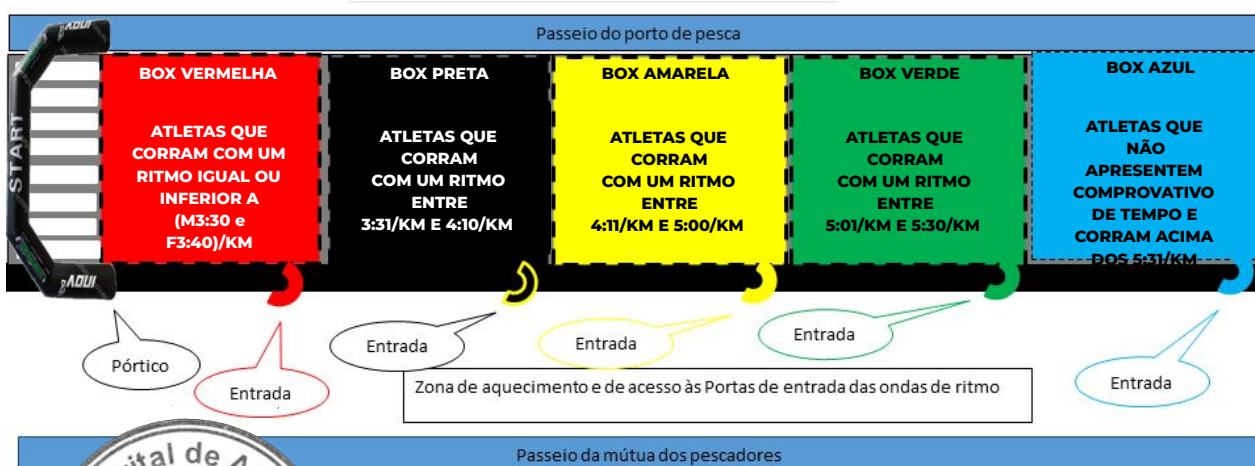 Passeio do porto de pesca
START
BOX VERMELHA
ATLETAS QUE
CORRAM COM UM
RITMO IGUAL OU
INFERIOR A
(M3:30 e
F3:40)/KM
BOX PRETA
ATLETAS QUE
CORRAM
COM UM RITMO
ENTRE
3:31/KM E 4:10/KM
BOX AMARELA
ATLETAS QUE
CORRAM
COM UM RITMO
ENTRE
4:11/KM E 5:00/KM
BOX VERDE
ATLETAS QUE
CORRAM
COM UM RITMO
ENTRE
5:01/KM E 5:30/KM
BOX AZUL
ATLETAS QUE
NÃO
APRESENTEM
COMPROVATIVO
DE TEMPO E
CORRAM ACIMA
DOS 5:31/KM
Pórtico
Entrada
Entrada
Entrada
Entrada
Entrada
Zona de aquecimento e de acesso às Portas de entrada das ondas de ritmo
Passeio da mútua dos pescadores